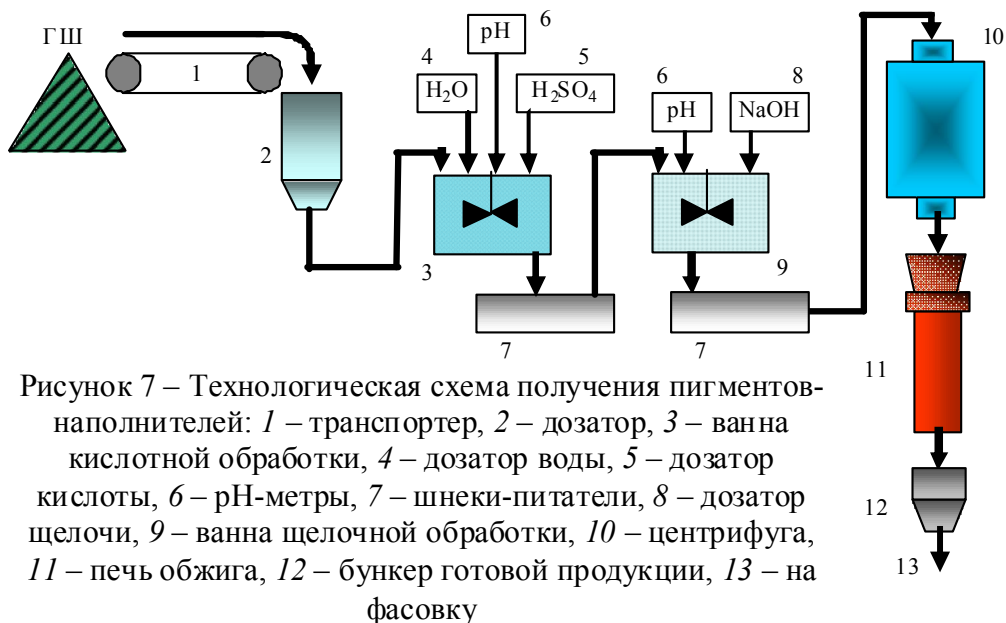 ГШ
1
2
4
H₂O
pH
6
5
H₂SO₄
3
7
6
pH
8
NaOH
9
7
10
11
12
13
Рисунок 7 – Технологическая схема получения пигментов-
наполнителей: 1 – транспортер, 2 – дозатор, 3 – ванна
кислотной обработки, 4 – дозатор воды, 5 – дозатор
кислоты, 6 – pH-метры, 7 – шнеки-питатели, 8 – дозатор
щелочи, 9 – ванна щелочной обработки, 10 – центрифуга,
11 – печь обжига, 12 – бункер готовой продукции, 13 – на
фасовку